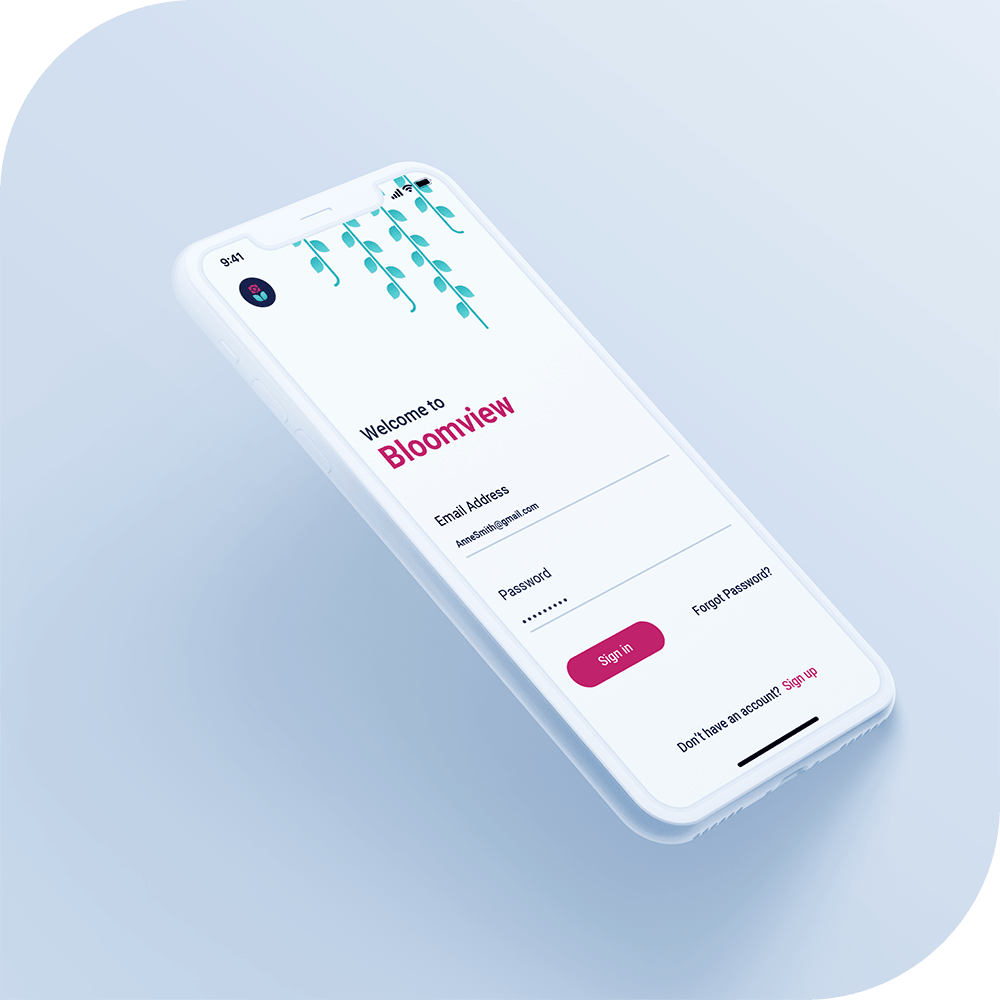 9:41
Welcome to
Bloomview
Email Address
AnneSmith@gmail.com
Password
•••••••••
Sign in
Forgot Password?
Don't have an account? Sign up